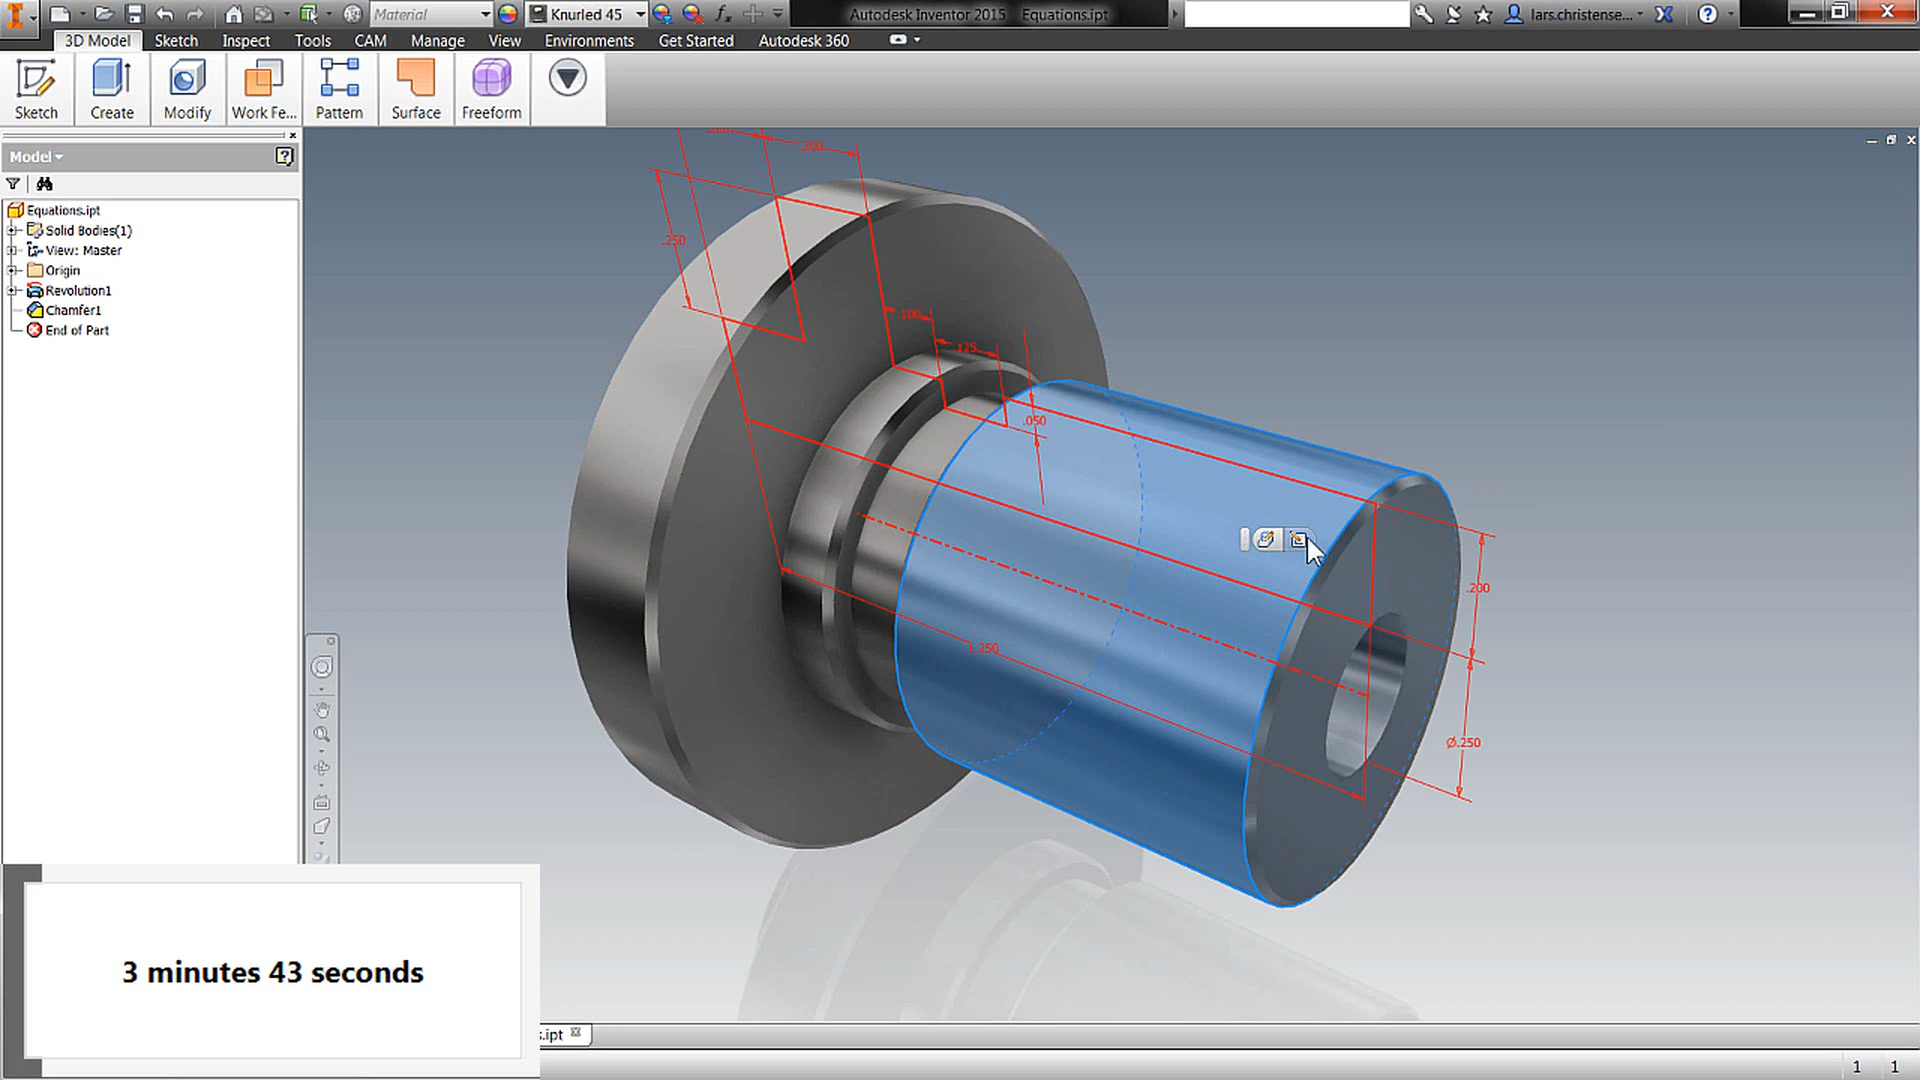 Material
Knurled 45
Autodesk Inventor 2015 Equations.ipt
lars.christense...
3D Model Sketch Inspect Tools CAM Manage View Environments Get Started Autodesk 360
Sketch Create Modify Work Fe... Pattern Surface Freeform
Model
Equations.ipt
Solid Bodies(1)
View: Master
Origin
Revolution1
Chamfer1
End of Part
.200
.250
.100
.125
.050
1.250
.200
Ø.250
3 minutes 43 seconds
s.ipt
1 1